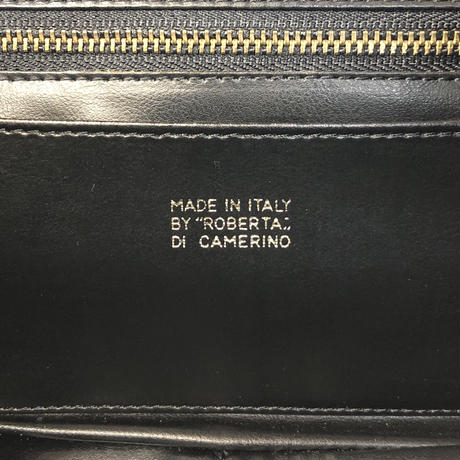 MADE IN ITALY
BY "ROBERTA"
DI CAMERINO